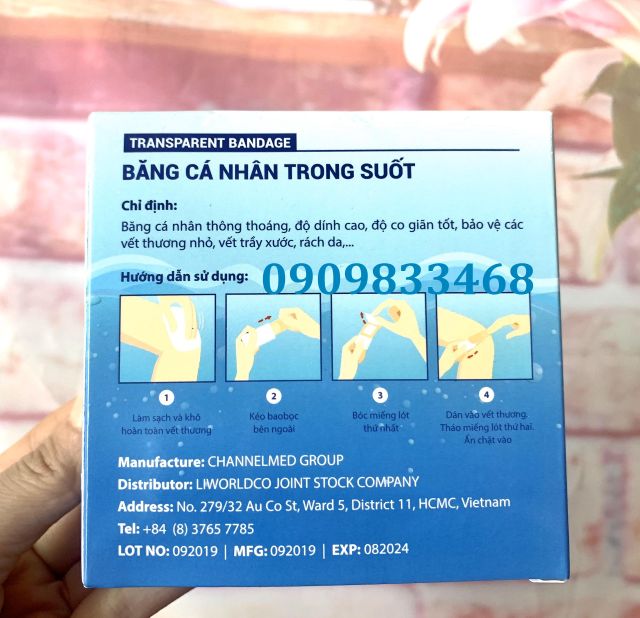 TRANSPARENT BANDAGE
BĂNG CÁ NHÂN TRONG SUỐT
Chỉ định:
Băng cá nhân thông thoáng, độ dính cao, độ co giãn tốt, bảo vệ các
vết thương nhỏ, vết trầy xước, rách da,...
Hướng dẫn sử dụng: 0909833468
1 2 3 4
Làm sạch và khô Kéo baobọc Bóc miếng lót Dán vào vết thương.
hoàn toàn vết thương bên ngoài thứ nhất Tháo miếng lót thứ hai.
Ấn chặt vào
Manufacture: CHANNELMED GROUP
Distributor: LIWORLDCO JOINT STOCK COMPANY
Address: No. 279/32 Au Co St, Ward 5, District 11, HCMC, Vietnam
Tel: +84 (8) 3765 7785
LOT NO: 092019 | MFG: 092019 | EXP: 082024